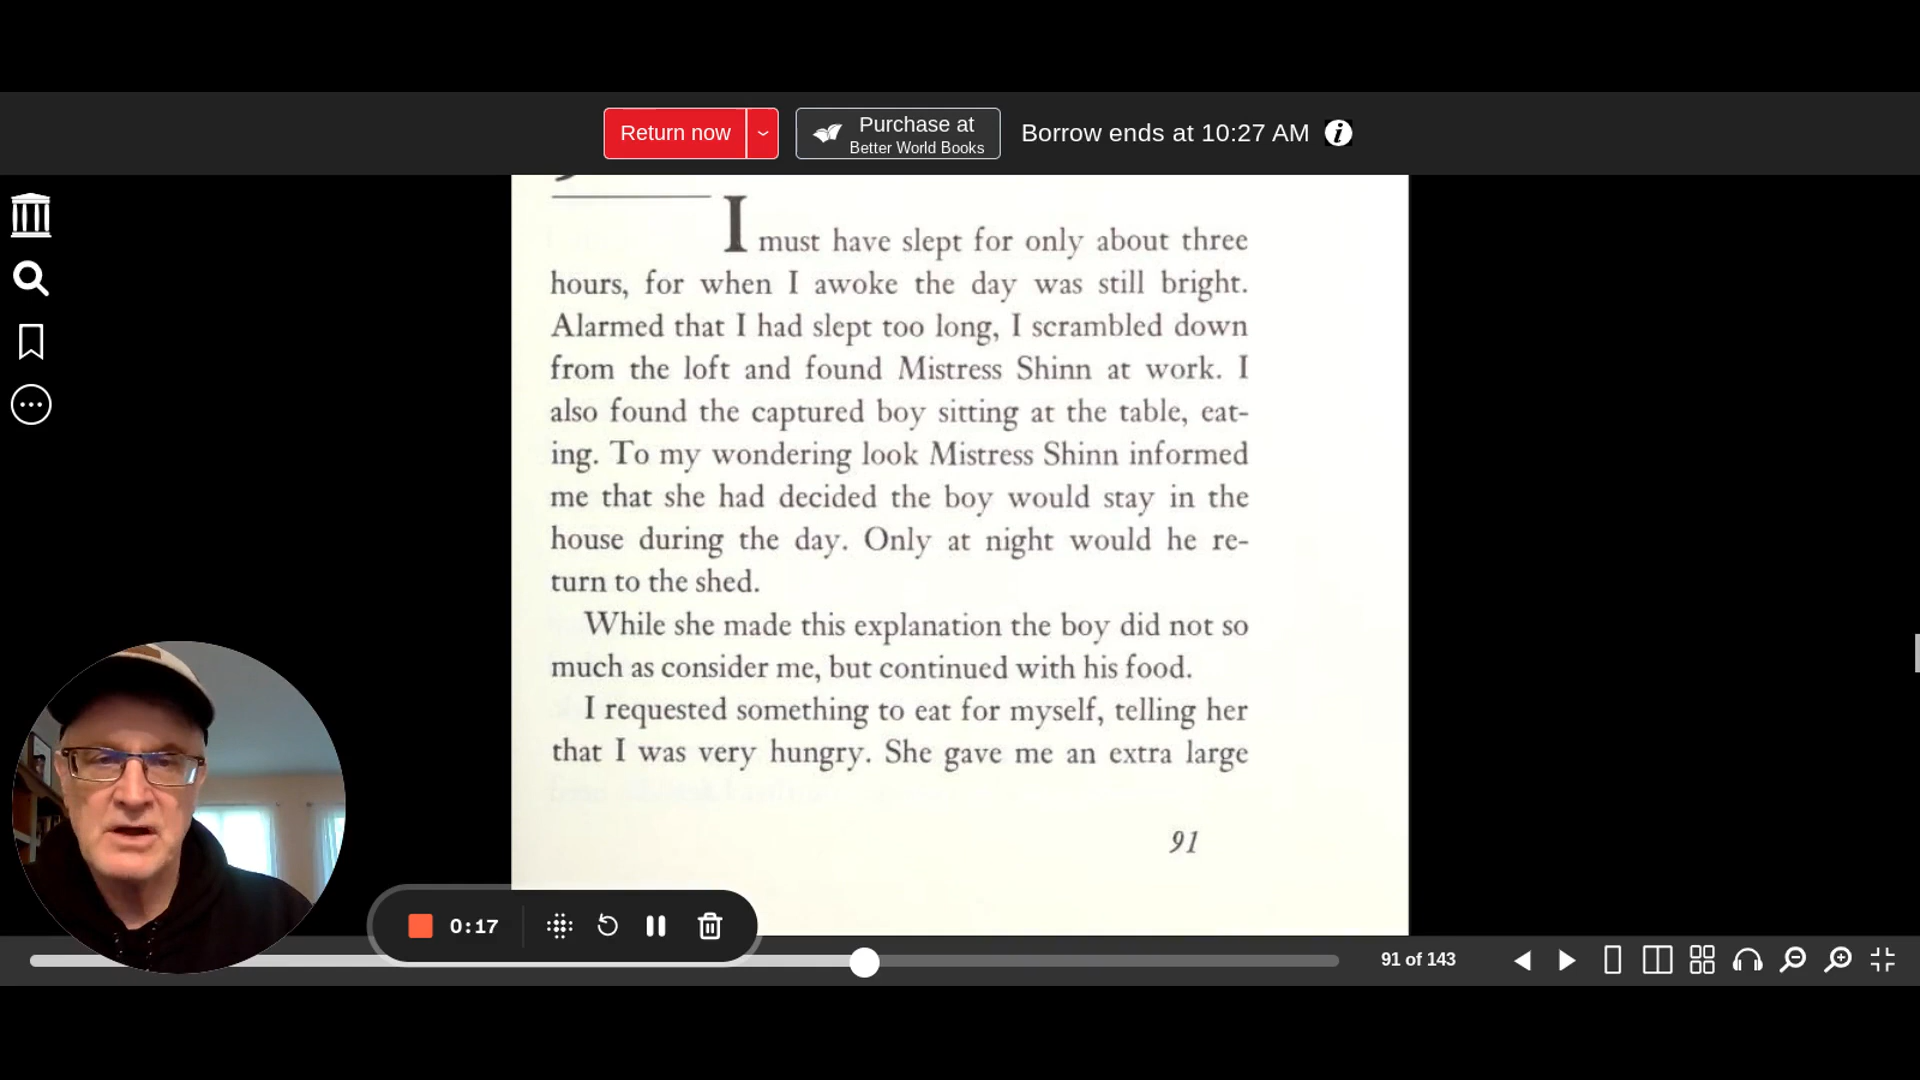 Return now
Purchase at
Better World Books
Borrow ends at 10:27 AM
I must have slept for only about three
hours, for when I awoke the day was still bright.
Alarmed that I had slept too long, I scrambled down
from the loft and found Mistress Shinn at work. I
also found the captured boy sitting at the table, eat-
ing. To my wondering look Mistress Shinn informed
me that she had decided the boy would stay in the
house during the day. Only at night would he re-
turn to the shed.
While she made this explanation the boy did not so
much as consider me, but continued with his food.
I requested something to eat for myself, telling her
that I was very hungry. She gave me an extra large
91
0:17
91 of 143